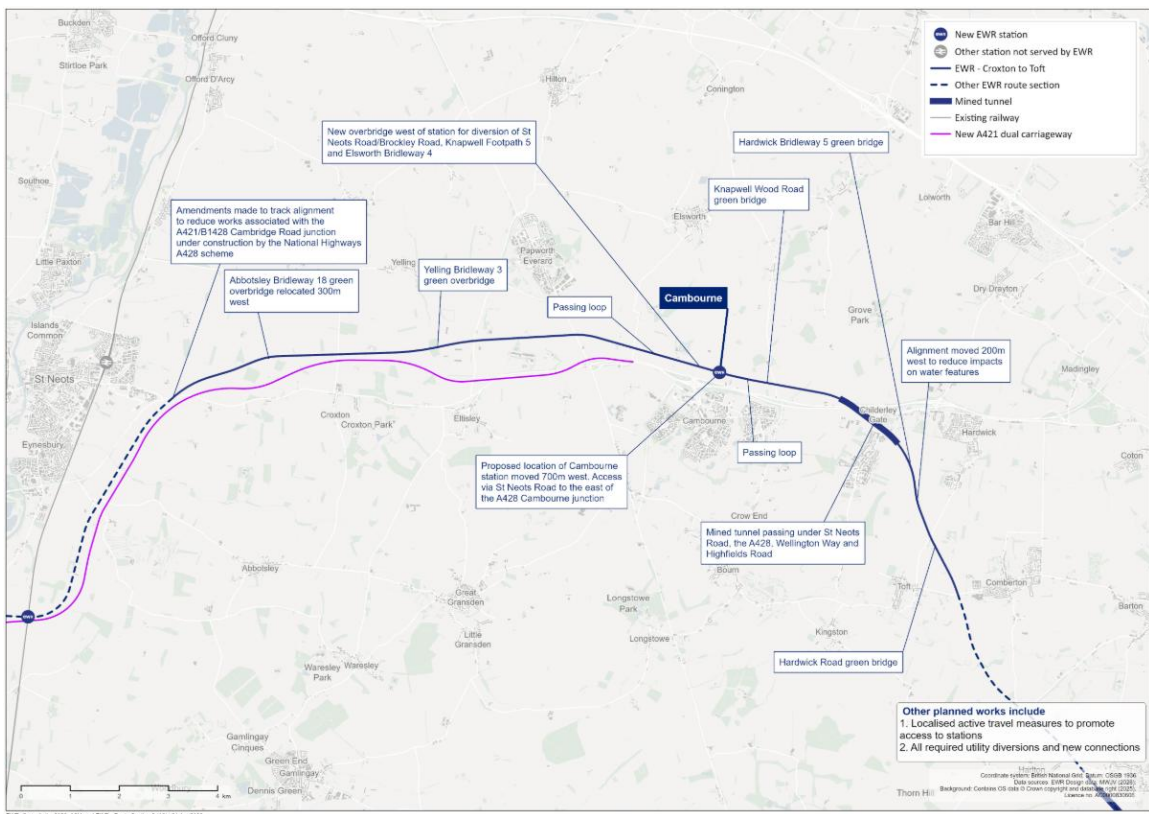 Buckden
Offord Cluny
Stirtloe Park
Offord D'Arcy
Hilton
Conington
New EWR station
Other station not served by EWR
EWR - Croxton to Toft
Other EWR route section
Mined tunnel
Existing railway
New A421 dual carriageway
New overbridge west of station for diversion of St
Neots Road/Brockley Road, Knapwell Footpath 5
and Elsworth Bridleway 4
Hardwick Bridleway 5 green bridge
Southoe
Knapwell Wood Road
green bridge
Lolworth
Bar Hill
Amendments made to track alignment
to reduce works associated with the
A421/B1428 Cambridge Road junction
under construction by the National Highways
A428 scheme
Elsworth
Little Paxton
Yelling
Papworth
Everard
Abbotsley Bridleway 18 green
overbridge relocated 300m
west
Yelling Bridleway 3
green overbridge
Passing loop
Cambourne
Dry Drayton
Grove
Park
Islands
Common
St Neots
Alignment moved 200m
west to reduce impacts
on water features
Madingley
EWR
Eynesbury
Croxton
Croxton Park
Eltisley
Cambourne
Childerley
Gate
Hardwick
Coton
Passing loop
Proposed location of Cambourne
station moved 700m west. Access
via St Neots Road to the east of
the A428 Cambourne junction
Crow End
Mined tunnel passing under St Neots
Road, the A428, Wellington Way and
Highfields Road
Abbotsley
Bourn
Great
Gransden
Longstowe
Park
Toft
Comberton
Barton
EWR
Little
Gransden
Longstowe
Kingston
Waresley
Park
Waresley
Hardwick Road green bridge
Other planned works include
1. Localised active travel measures to promote
access to stations
2. All required utility diversions and new connections
Gamlingay
Cinques
Green End
Gamlingay
Dennis Green
0 1 2 3 4 km
Thorn Hill
Coordinate system: British National Grid, Datum: OSGB 1936
Background: Contains OS data © Crown copyright and database right (2025).